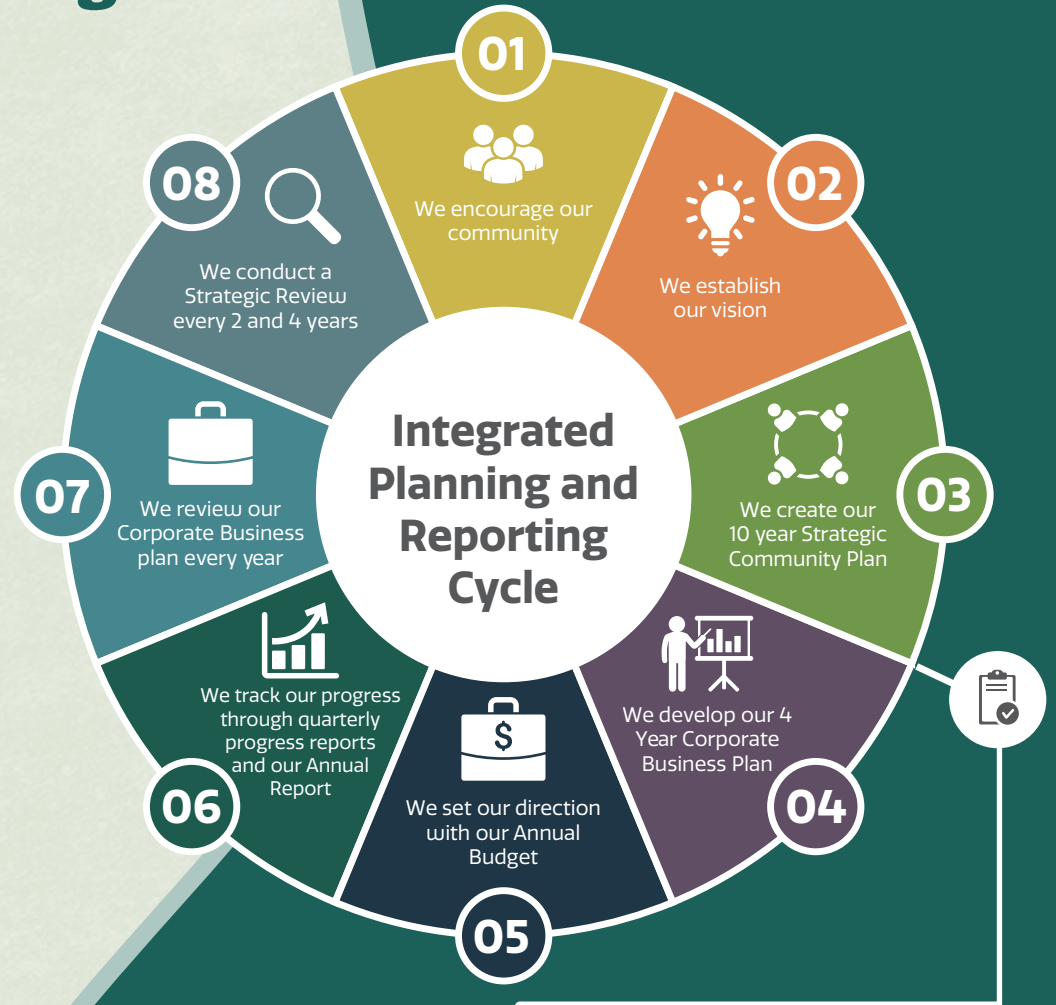 g
01
We encourage our
community
02
We establish
our vision
03
We create our
10 year Strategic
Community Plan
04
We develop our 4
Year Corporate
Business Plan
05
$
We set our direction
with our Annual
Budget
06
We track our progress
through quarterly
progress reports
and our Annual
Report
07
We review our
Corporate Business
plan every year
08
We conduct a
Strategic Review
every 2 and 4 years
Integrated
Planning and
Reporting
Cycle